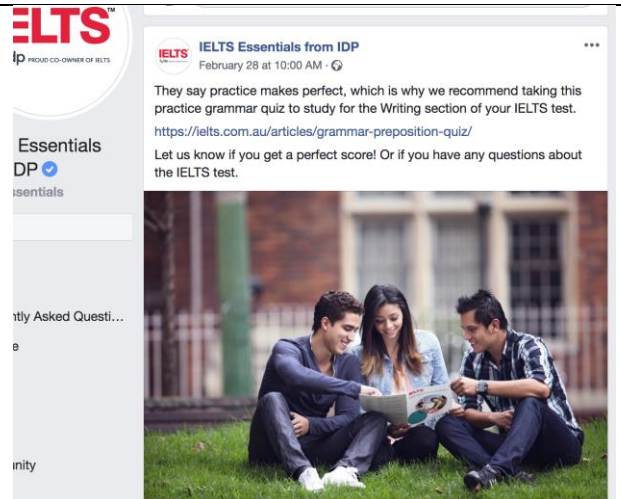 ELTS™
dp PROUD CO-OWNER OF IELTS
Essentials
DP
ssentials
ntly Asked Questi...
e
unity
IELTS
IELTS Essentials from IDP
February 28 at 10:00 AM ·
They say practice makes perfect, which is why we recommend taking this
practice grammar quiz to study for the Writing section of your IELTS test.
https://ielts.com.au/articles/grammar-preposition-quiz/
Let us know if you get a perfect score! Or if you have any questions about
the IELTS test.
IELTS